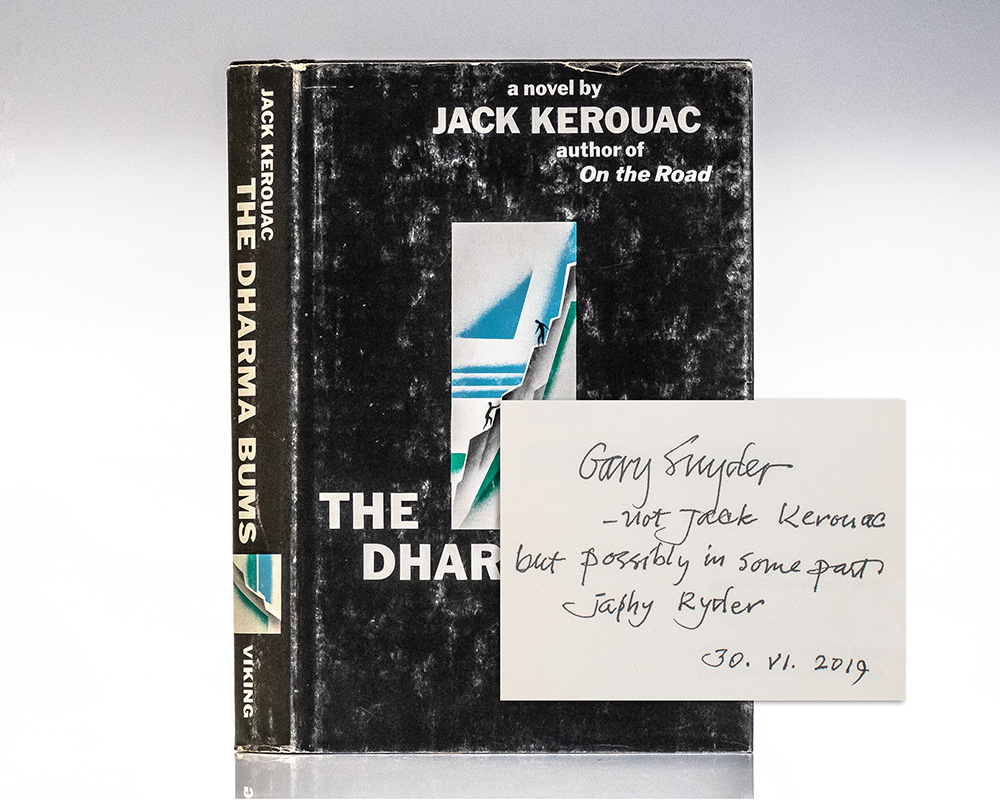 JACK KEROUAC
THE DHARMA BUMS
VIKING
a novel by
JACK KEROUAC
author of
On the Road
THE
DHAR
Gary Snyder
-not Jack Kerouac
but possibly in some part
Japhy Ryder
30. VI. 2019